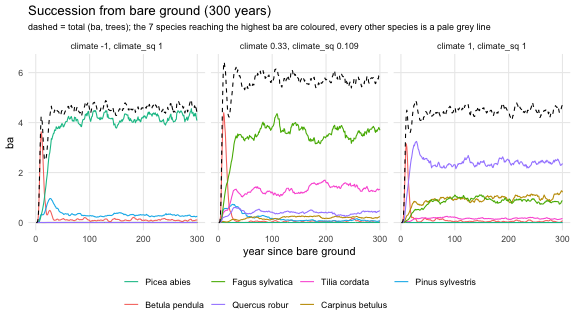 Succession from bare ground (300 years)
dashed = total (ba, trees); the 7 species reaching the highest ba are coloured, every other species is a pale grey line
climate -1, climate_sq 1
climate 0.33, climate_sq 0.109
climate 1, climate_sq 1
ba
6
4
2
0
0 100 200 300
0 100 200 300
0 100 200 300
year since bare ground
Picea abies Fagus sylvatica Tilia cordata Pinus sylvestris
Betula pendula Quercus robur Carpinus betulus